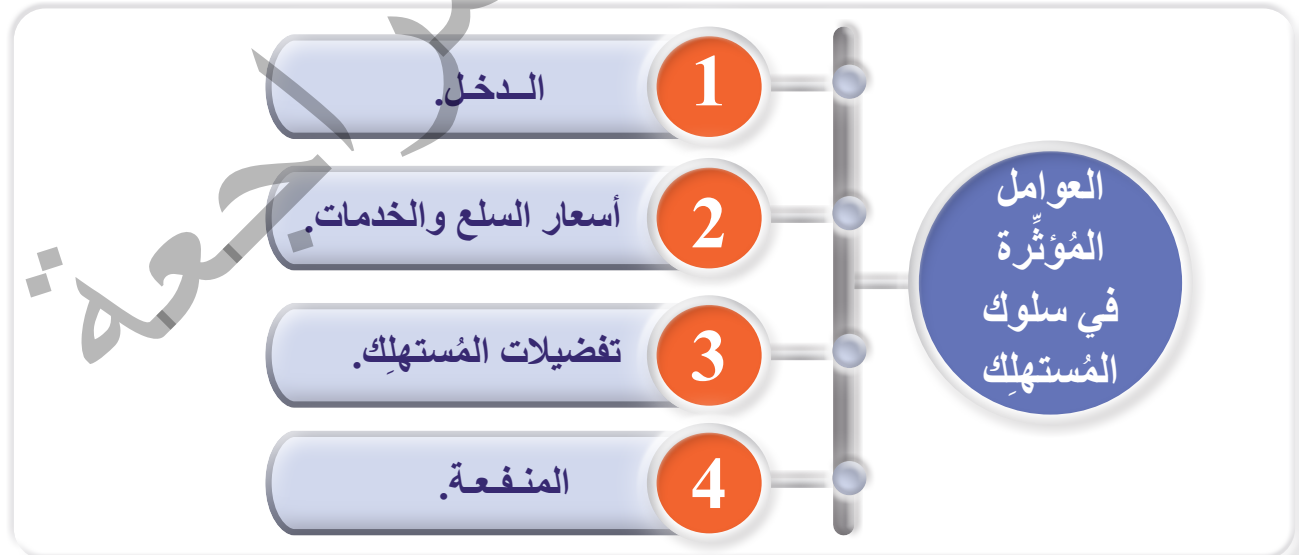 العوامل
المُؤثِّرة
في سلوك
المُستهلِك
1
الــدخـل.
2
أسعار السلع والخدمات.
3
تفضيلات المُستهلِك.
4
المنـفـعـة.